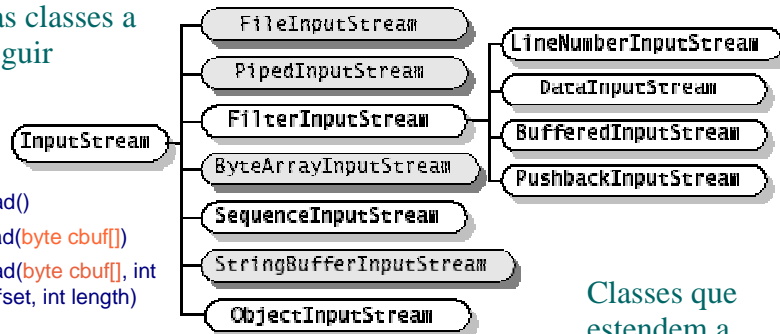 as classes a
guir
InputStream
ad()
ad(byte cbuf[])
ad(byte cbuf[], int
fset, int length)
FileInputStream
PipedInputStream
FilterInputStream
ByteArrayInputStream
SequenceInputStream
StringBufferInputStream
ObjectInputStream
LineNumberInputStream
DataInputStream
BufferedInputStream
PushbackInputStream
Classes que
estendem a